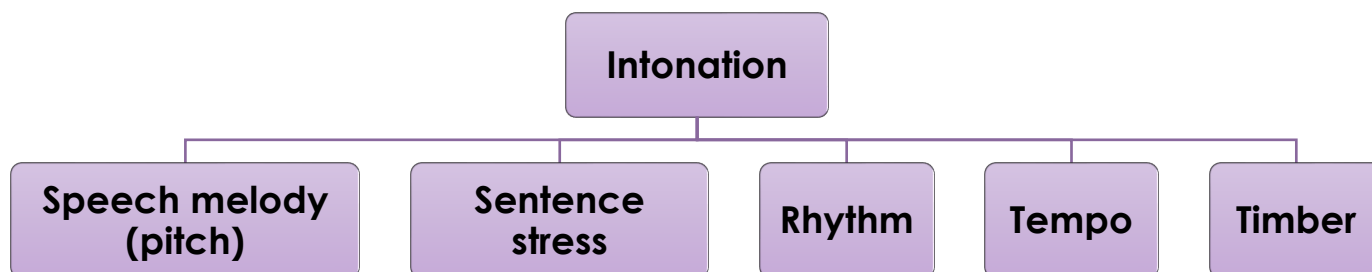 Intonation
Speech melody
(pitch)
Sentence
stress
Rhythm
Tempo
Timber